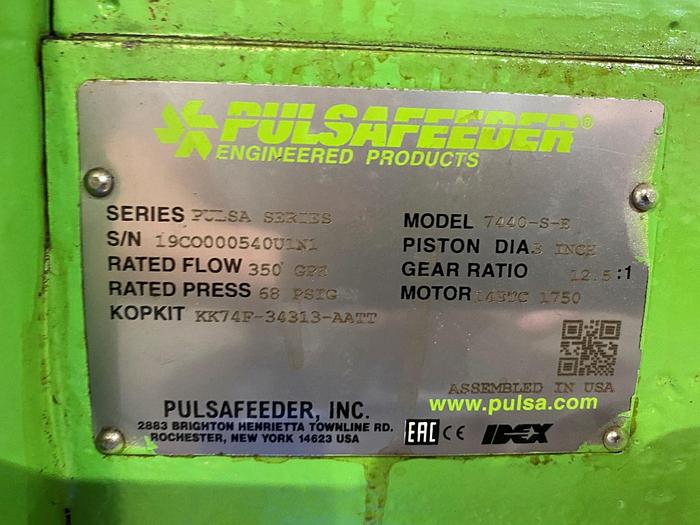 PULSAFEEDER®
ENGINEERED PRODUCTS
SERIES PULSA SERIES
S/N 19CO000540U1N1
RATED FLOW 350 GPH
RATED PRESS 68 PSIG
KOPKIT KK74F-34313-AATT
MODEL 7440-S-E
PISTON DIA. 3 INCH
GEAR RATIO 12.5 :1
MOTOR 1750
ASSEMBLED IN USA
www.pulsa.com
PULSAFEEDER, INC.
2883 BRIGHTON HENRIETTA TOWNLINE RD.
ROCHESTER, NEW YORK 14623 USA
EAC CE IDEX